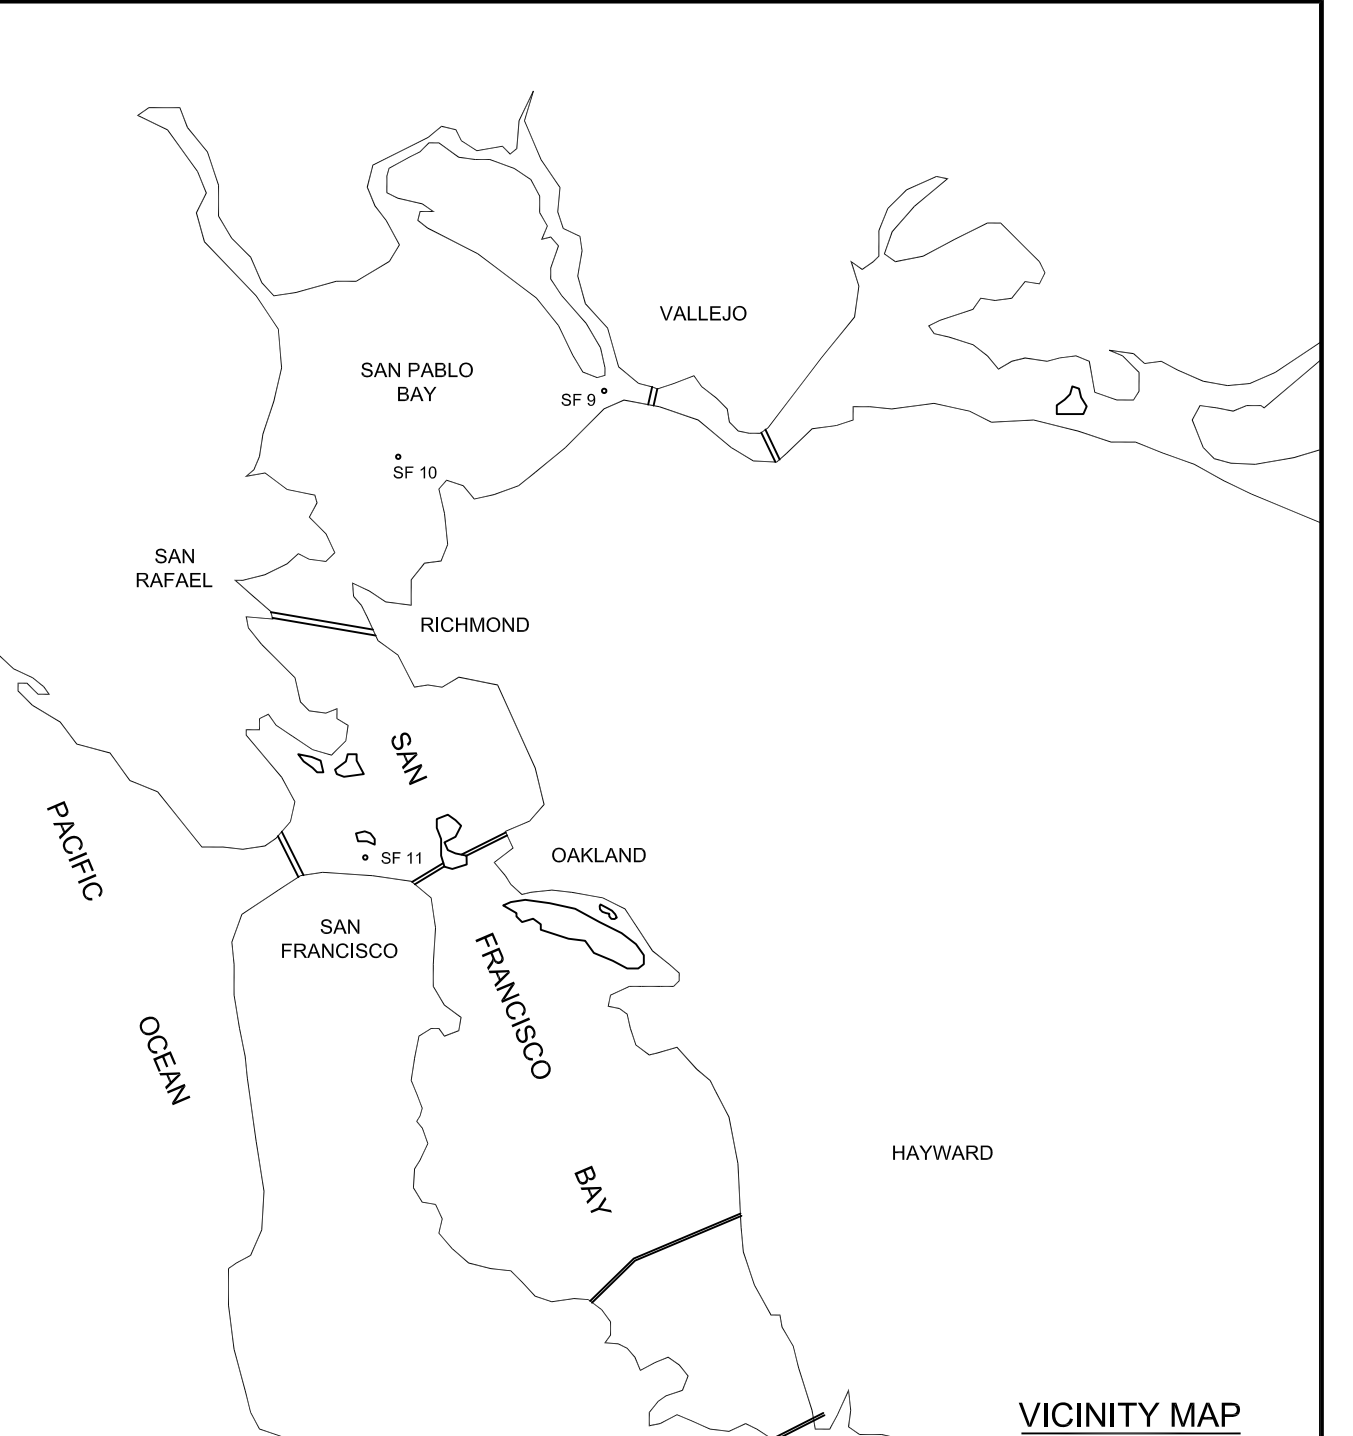 VALLEJO
SAN PABLO
BAY
SF 9
SF 10
SAN
RAFAEL
RICHMOND
SAN
PACIFIC
OAKLAND
SF 11
SAN
FRANCISCO
FRANCISCO
OCEAN
HAYWARD
BAY
VICINITY MAP